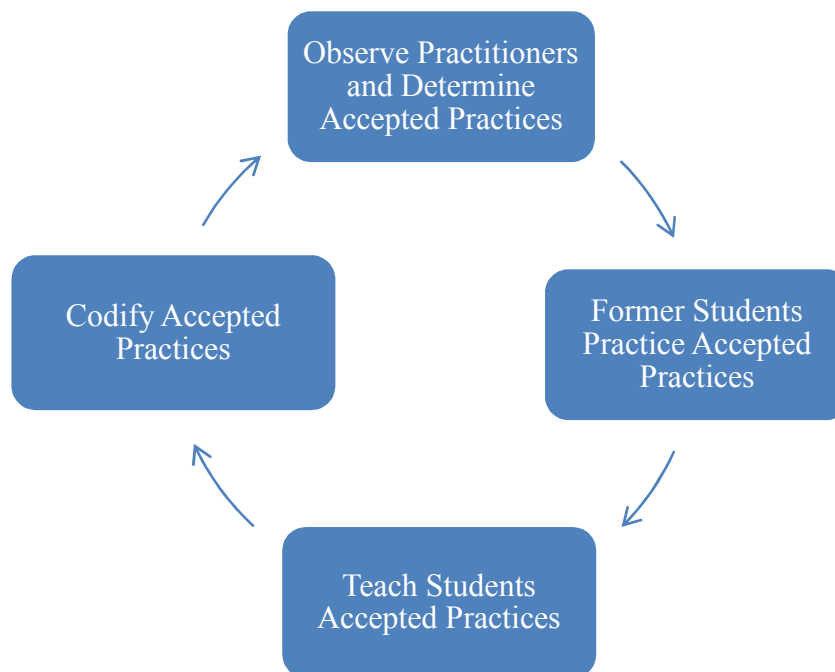 Observe Practitioners
and Determine
Accepted Practices
Former Students
Practice Accepted
Practices
Teach Students
Accepted Practices
Codify Accepted
Practices